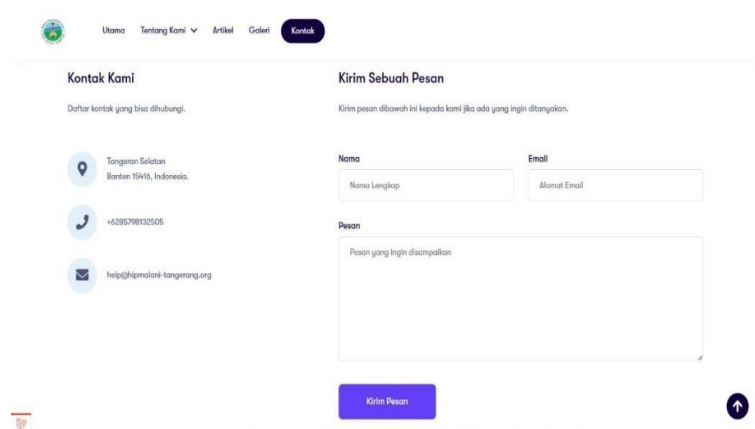 Utama Tentang Kami Artikel Galeri Kontak
Kontak Kami
Daftar kontak yang bisa dihubungi.
Tangeran Selatan
Banten 15416, Indonesia.
+6285798132505
help@hipmalani-tangerang.org
Kirim Sebuah Pesan
Kirim pesan dibawah ini kepada kami jika ada yang ingin ditanyakan.
Nama Email
Nama Lengkap Alamat Email
Pesan
Pesan yang ingin disampaikan
Kirim Pesan